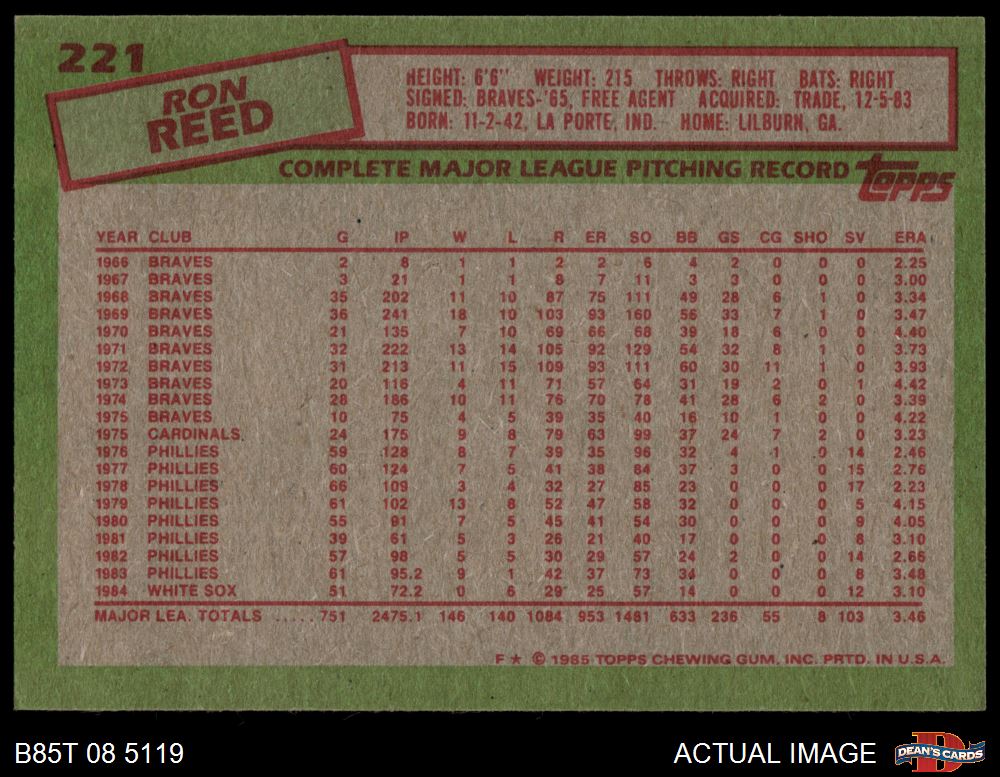 221
RON
REED
HEIGHT: 6'6" WEIGHT: 215 THROWS: RIGHT BATS: RIGHT
SIGNED: BRAVES-'65, FREE AGENT ACQUIRED: TRADE, 12-5-83
BORN: 11-2-42, LA PORTE, IND. HOME: LILBURN, GA.
COMPLETE MAJOR LEAGUE PITCHING RECORD topps
YEAR CLUB G IP W L R ER SO BB GS CG SHO SV ERA
1966 BRAVES 2 8 1 1 2 2 6 4 2 0 0 0 2.25
1967 BRAVES 3 21 1 1 8 7 11 3 3 0 0 0 3.00
1968 BRAVES 35 202 11 10 87 75 111 49 28 6 1 0 3.34
1969 BRAVES 36 241 18 10 103 93 160 56 33 7 1 0 3.47
1970 BRAVES 21 135 7 10 69 66 68 39 18 6 0 0 4.40
1971 BRAVES 32 222 13 14 105 92 129 54 32 8 1 0 3.73
1972 BRAVES 31 213 11 15 109 93 111 60 30 11 1 0 3.93
1973 BRAVES 20 116 4 11 71 57 64 31 19 2 0 1 4.42
1974 BRAVES 28 186 10 11 76 70 78 41 28 6 2 0 3.39
1975 BRAVES 10 75 4 5 39 35 40 16 10 1 0 0 4.22
1975 CARDINALS 24 175 9 8 79 63 99 37 24 7 2 0 3.23
1976 PHILLIES 59 128 8 7 39 35 96 32 4 1 0 14 2.46
1977 PHILLIES 60 124 7 5 41 38 84 37 3 0 0 15 2.76
1978 PHILLIES 66 109 3 4 32 27 85 23 0 0 0 17 2.23
1979 PHILLIES 61 102 13 8 52 47 58 32 0 0 0 5 4.15
1980 PHILLIES 55 91 7 5 45 41 54 30 0 0 0 9 4.05
1981 PHILLIES 39 61 5 3 26 21 40 17 0 0 0 8 3.10
1982 PHILLIES 57 98 5 5 30 29 57 24 2 0 0 14 2.66
1983 PHILLIES 61 95.2 9 1 42 37 73 34 0 0 0 8 3.48
1984 WHITE SOX 51 72.2 0 6 29 25 57 14 0 0 0 12 3.10
MAJOR LEA. TOTALS ..... 751 2475.1 146 140 1084 953 1481 633 236 55 8 103 3.46
F ★ © 1985 TOPPS CHEWING GUM, INC. PRTD. IN U.S.A.
B85T 08 5119 ACTUAL IMAGE DEAN'S CARDS